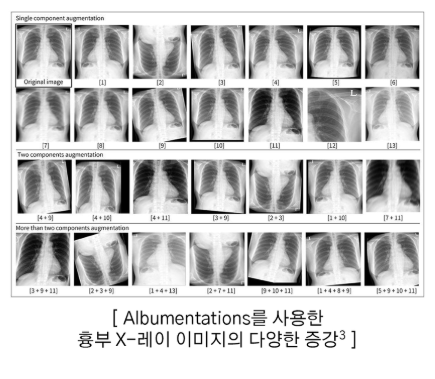 Single component augmentation
Original image [1] [2] [3] [4] [5] [6]
[7] [8] [9] [10] [11] [12] [13]
Two components augmentation
[4 + 9] [4 + 10] [4 + 11] [3 + 9] [2 + 3] [1 + 10] [7 + 11]
More than two components augmentation
[3 + 9 + 11] [2 + 3 + 9] [1 + 4 + 13] [2 + 7 + 11] [9 + 10 + 11] [1 + 4 + 8 + 9] [5 + 9 + 10 + 11]
[ Albumentations를 사용한
흉부 X-레이 이미지의 다양한 증강³ ]